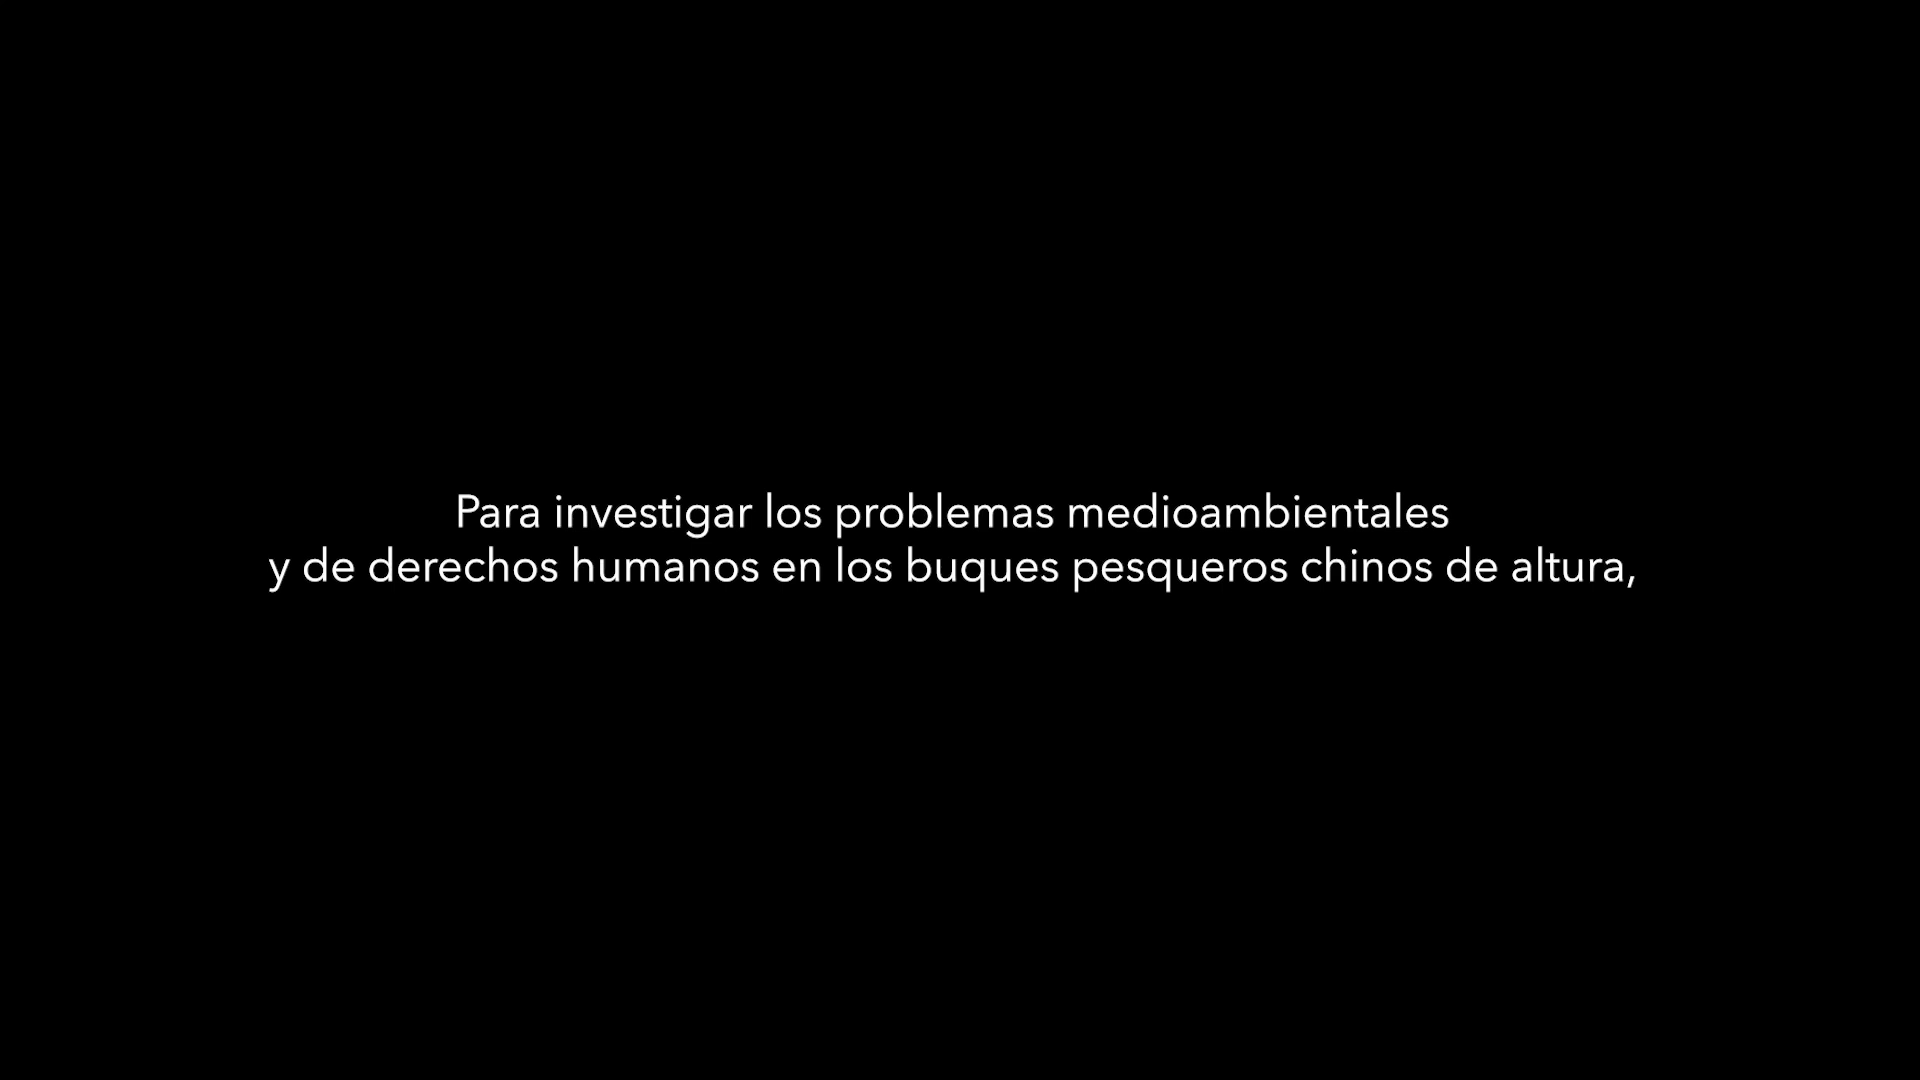 Para investigar los problemas medioambientales
y de derechos humanos en los buques pesqueros chinos de altura,